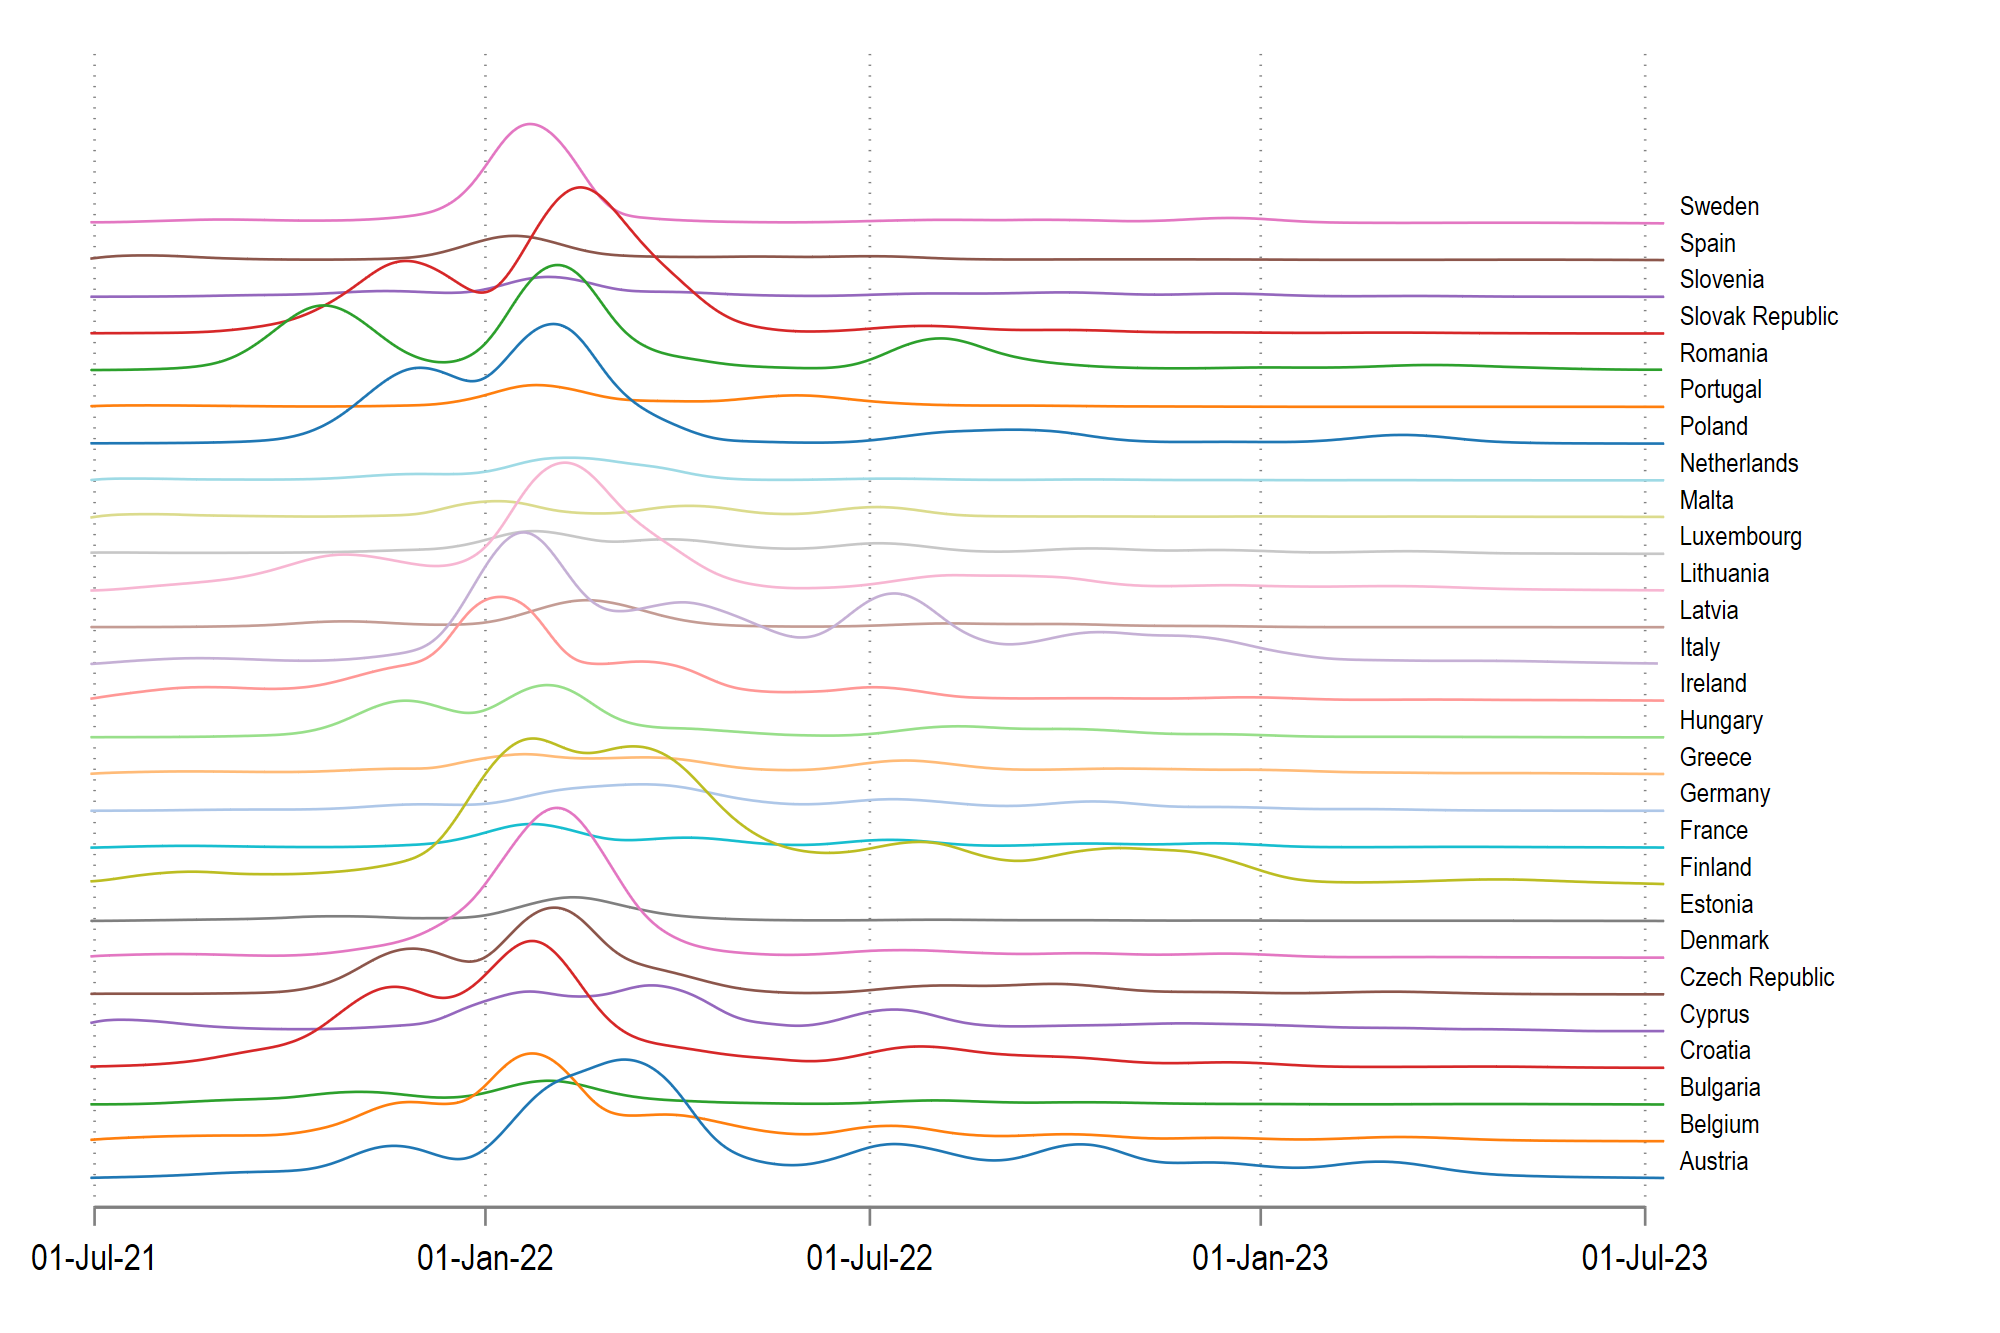 Sweden
Spain
Slovenia
Slovak Republic
Romania
Portugal
Poland
Netherlands
Malta
Luxembourg
Lithuania
Latvia
Italy
Ireland
Hungary
Greece
Germany
France
Finland
Estonia
Denmark
Czech Republic
Cyprus
Croatia
Bulgaria
Belgium
Austria
01-Jul-21 01-Jan-22 01-Jul-22 01-Jan-23 01-Jul-23